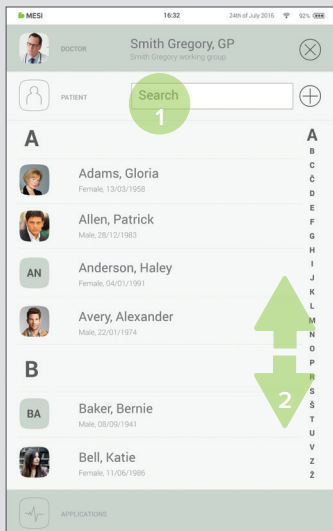 MESI 16:32 24th of July 2016 92%
DOCTOR
Smith Gregory, GP
Smith Gregory working group
PATIENT
Search
1
A
Adams, Gloria
Female, 13/03/1958
Allen, Patrick
Male, 28/12/1983
AN
Anderson, Haley
Female, 04/01/1991
Avery, Alexander
Male, 22/01/1974
B
BA
Baker, Bernie
Male, 08/09/1941
Bell, Katie
Female, 11/06/1986
A
B
C
Č
D
E
F
G
H
I
J
K
L
M
N
O
P
R
S
Š
T
U
V
Z
Ž
2
APPLICATIONS